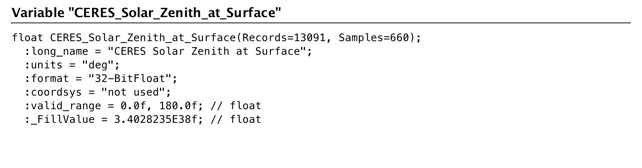 Variable "CERES_Solar_Zenith_at_Surface"
float CERES_Solar_Zenith_at_Surface(Records=13091, Samples=660);
:long_name = "CERES Solar Zenith at Surface";
:units = "deg";
:format = "32-BitFloat";
:coordsys = "not used";
:valid_range = 0.0f, 180.0f; // float
:_FillValue = 3.4028235E38f; // float